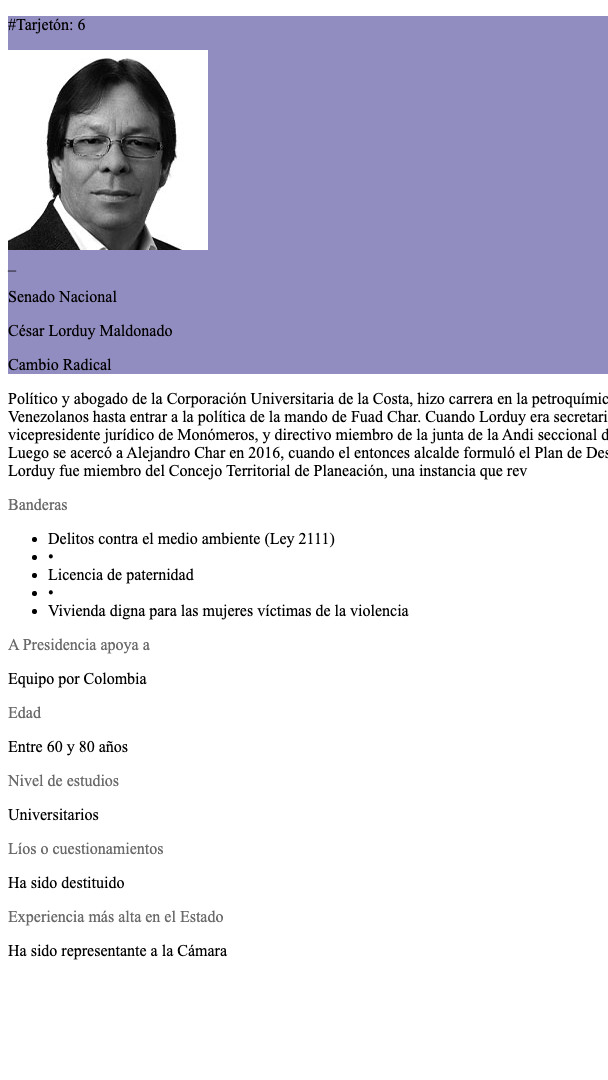 #Tarjetón: 6
_
Senado Nacional
César Lorduy Maldonado
Cambio Radical
Político y abogado de la Corporación Universitaria de la Costa, hizo carrera en la
Venezolanos hasta entrar a la política de la mando de Fuad Char. Cuando Lorduy era
vicepresidente jurídico de Monómeros, y directivo miembro de la junta de la Andi seccional
Luego se acercó a Alejandro Char en 2016, cuando el entonces alcalde formuló el Plan de
Lorduy fue miembro del Concejo Territorial de Planeación, una instancia que rev
Banderas
• Delitos contra el medio ambiente (Ley 2111)
• •
• Licencia de paternidad
• •
• Vivienda digna para las mujeres víctimas de la violencia
A Presidencia apoya a
Equipo por Colombia
Edad
Entre 60 y 80 años
Nivel de estudios
Universitarios
Líos o cuestionamientos
Ha sido destituido
Experiencia más alta en el Estado
Ha sido representante a la Cámara